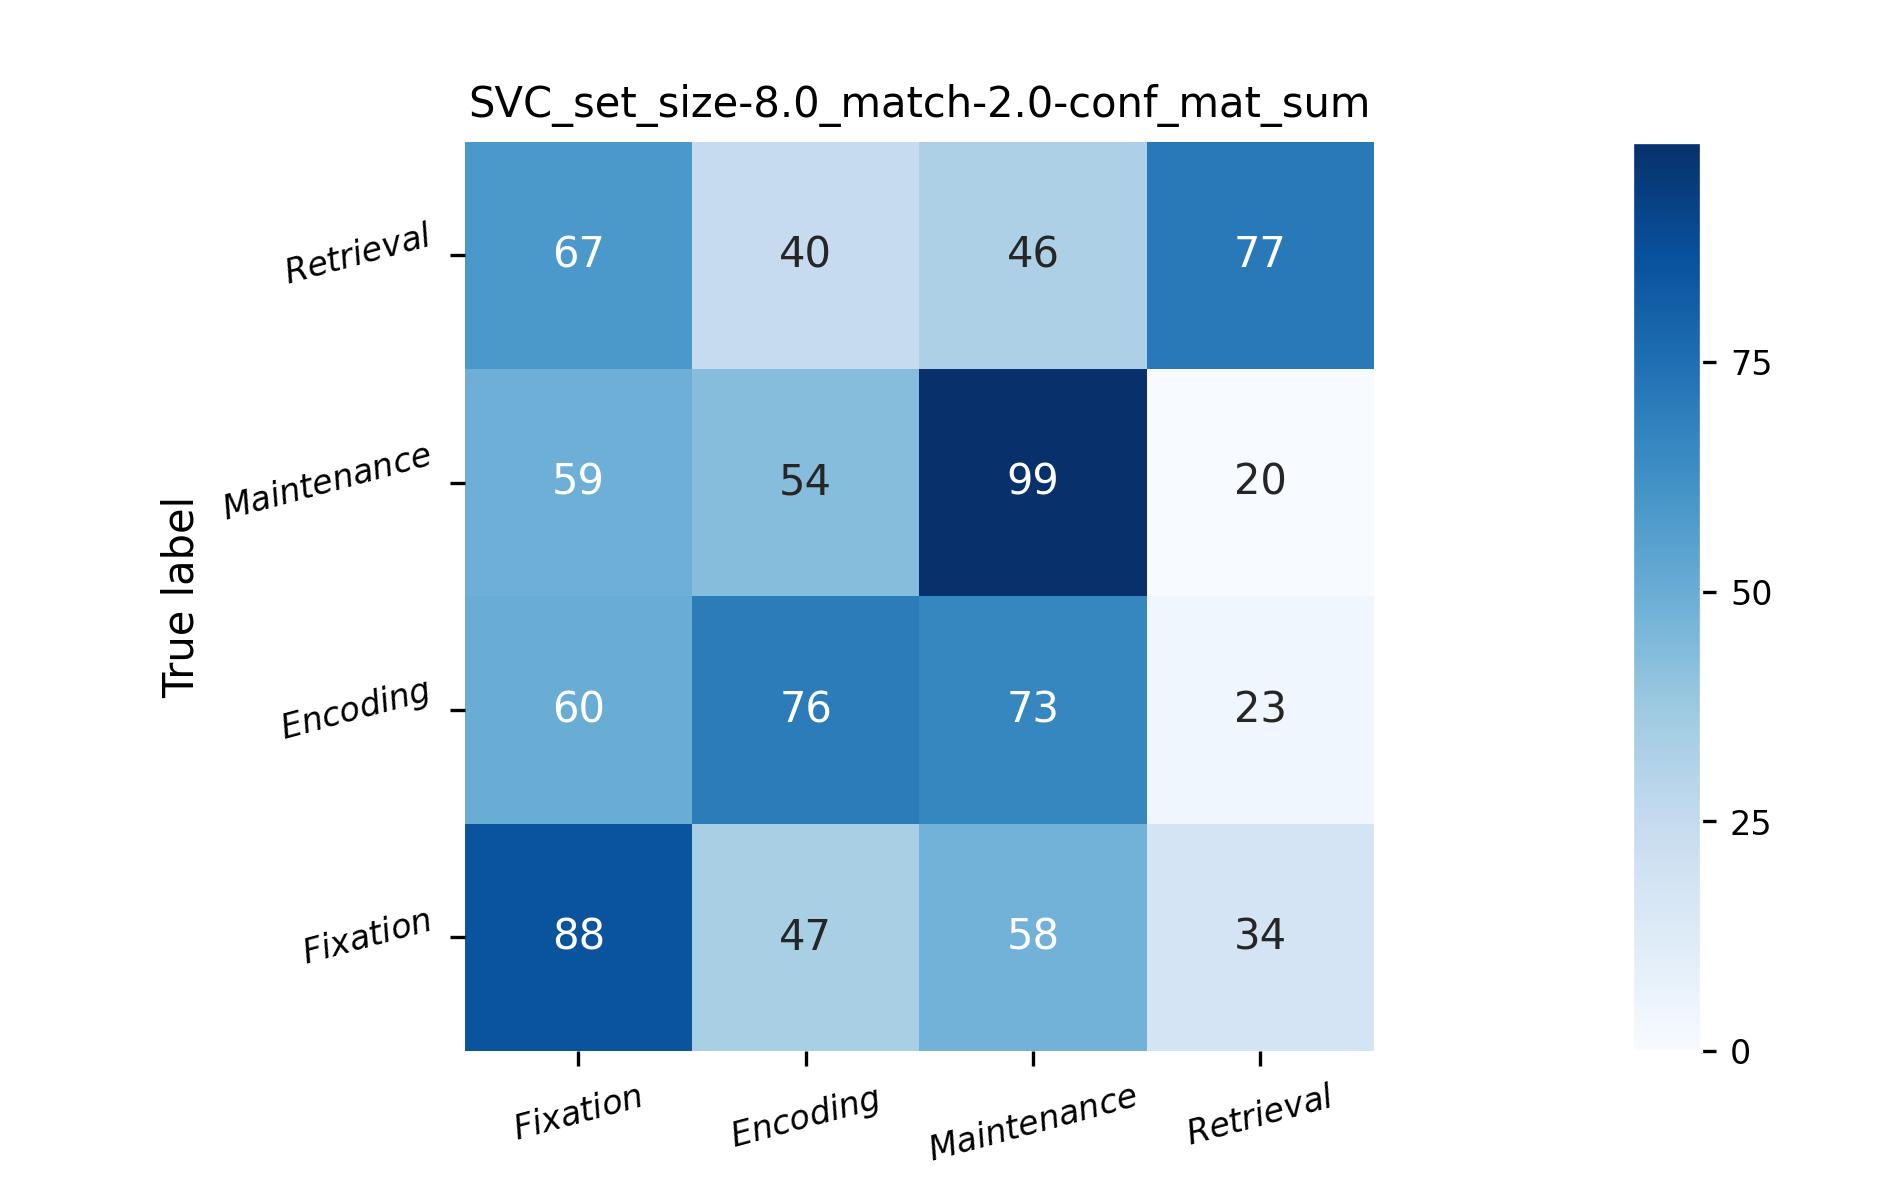 SVC_set_size-8.0_match-2.0-conf_mat_sum
True label
Retrieval 67 40 46 77
Maintenance 59 54 99 20
Encoding 60 76 73 23
Fixation 88 47 58 34
Fixation Encoding Maintenance Retrieval
75
50
25
0